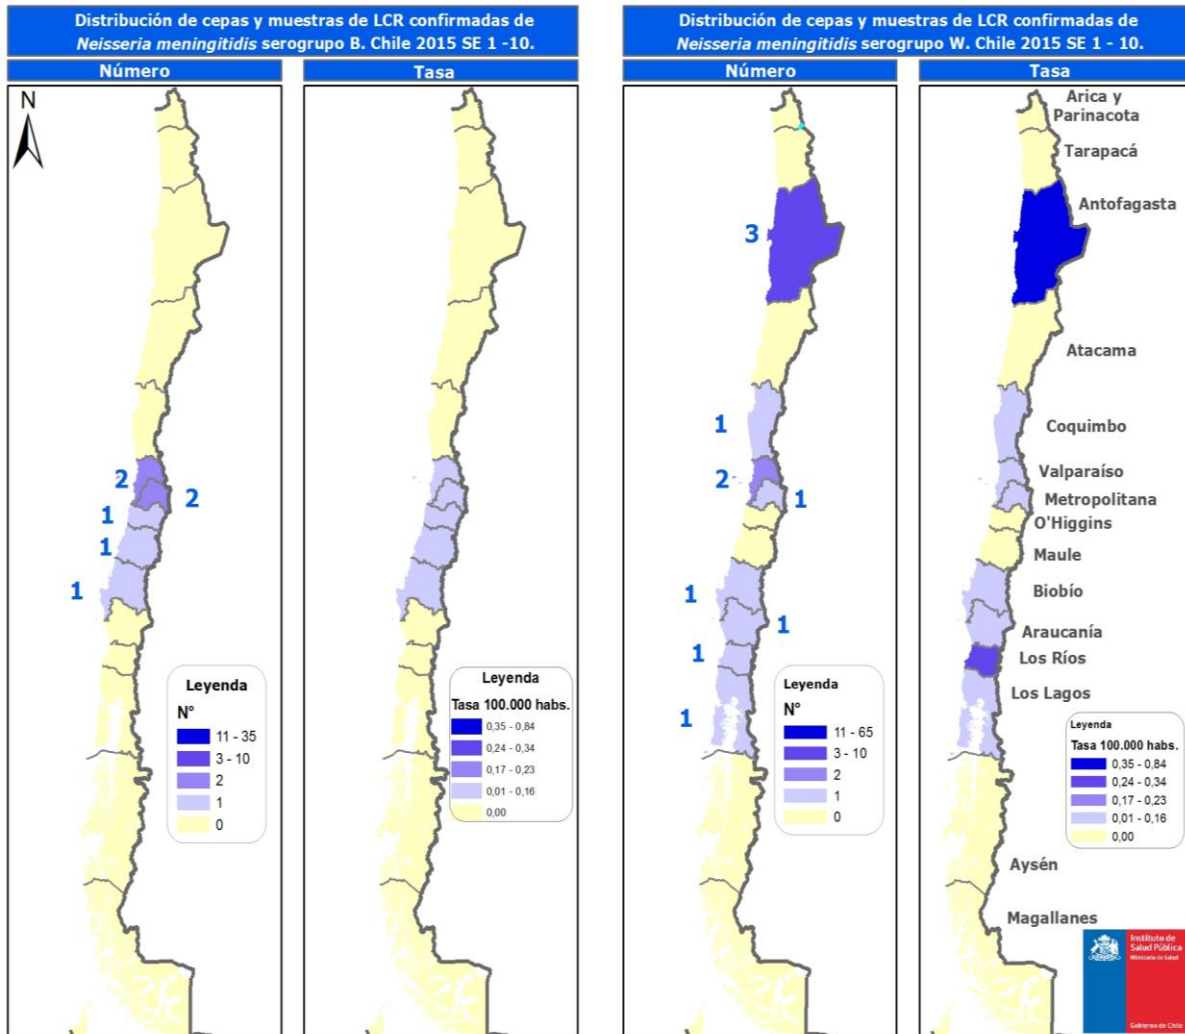 Distribución de cepas y muestras de LCR confirmadas de
Neisseria meningitidis serogrupo B. Chile 2015 SE 1 -10.
Número
Tasa
N
2
2
1
1
1
Leyenda
N°
11 - 35
3 - 10
2
1
0
Leyenda
Tasa 100.000 habs.
0,35 - 0,84
0,24 - 0,34
0,17 - 0,23
0,01 - 0,16
0,00
Distribución de cepas y muestras de LCR confirmadas de
Neisseria meningitidis serogrupo W. Chile 2015 SE 1 - 10.
Número
Tasa
3
1
2
1
1
1
1
1
Leyenda
N°
11 - 65
3 - 10
2
1
0
Arica y
Parinacota
Tarapacá
Antofagasta
Atacama
Coquimbo
Valparaíso
Metropolitana
O'Higgins
Maule
Biobío
Araucanía
Los Ríos
Los Lagos
Leyenda
Tasa 100.000 habs.
0,35 - 0,84
0,24 - 0,34
0,17 - 0,23
0,01 - 0,16
0,00
Aysén
Magallanes
Instituto de
Salud Pública
Ministerio de Salud
Gobierno de Chile